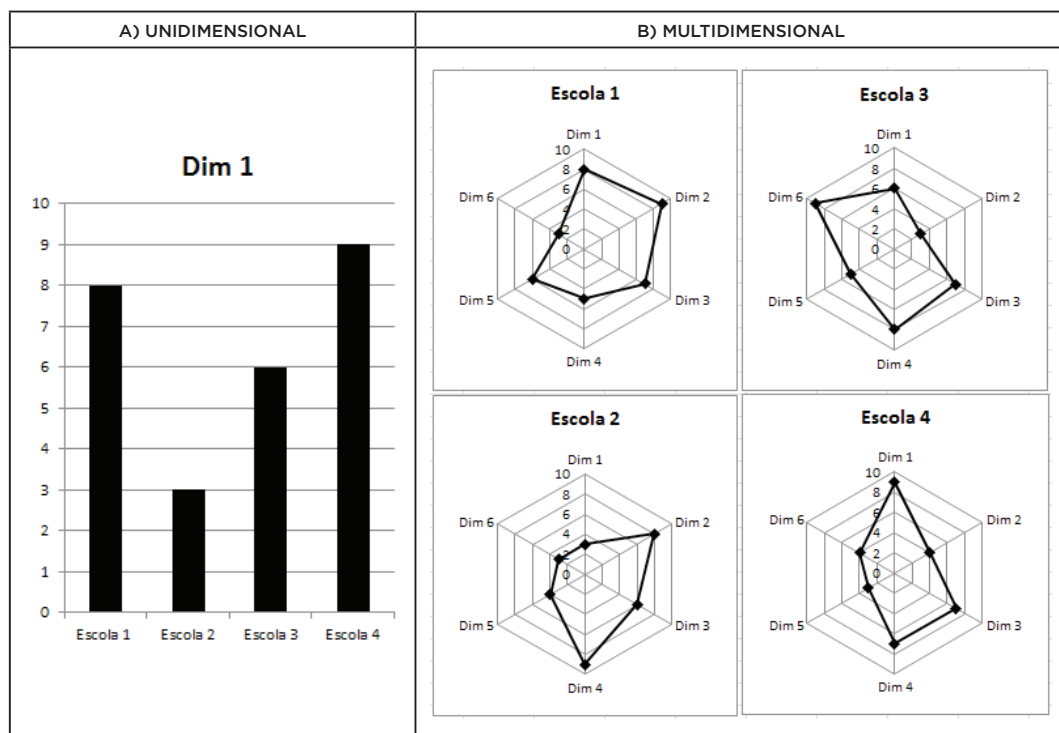 A) UNIDIMENSIONAL
B) MULTIDIMENSIONAL
Dim 1
10
9
8
7
6
5
4
3
2
1
0
Escola 1 Escola 2 Escola 3 Escola 4
Escola 1
Dim 1
10
8
6
4
2
0
Dim 2
Dim 3
Dim 4
Dim 5
Dim 6
Escola 3
Dim 1
10
8
6
4
2
0
Dim 2
Dim 3
Dim 4
Dim 5
Dim 6
Escola 2
Dim 1
10
8
6
4
2
0
Dim 2
Dim 3
Dim 4
Dim 5
Dim 6
Escola 4
Dim 1
10
8
6
4
2
0
Dim 2
Dim 3
Dim 4
Dim 5
Dim 6